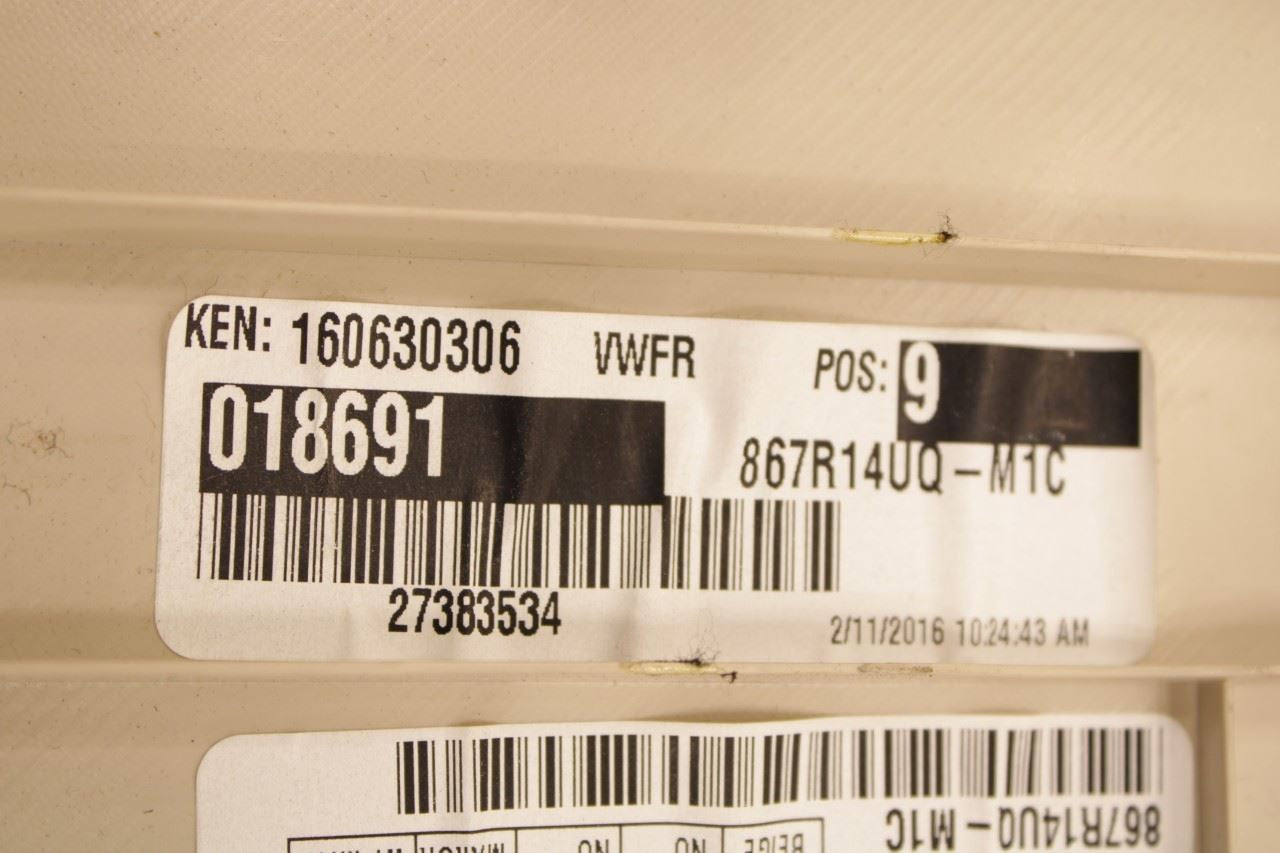 KEN: 160630306 VWFR POS: 9
018691
867R14UQ-M1C
27383534
2/11/2016 10:24:43 AM
867R14UQ-M1C
BEIGE NO NO